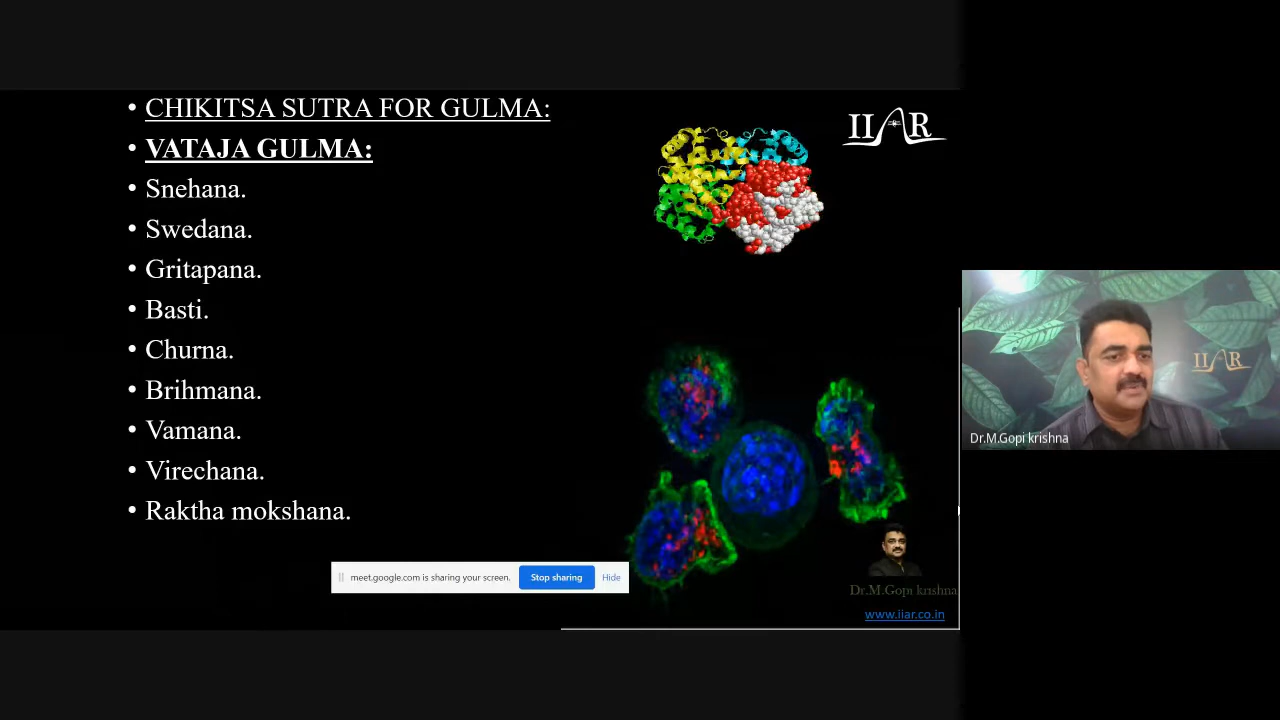 • CHIKITSA SUTRA FOR GULMA:
• VATAJA GULMA:
• Snehana.
• Swedana.
• Gritapana.
• Basti.
• Churna.
• Brihmana.
• Vamana.
• Virechana.
• Raktha mokshana.
IIAR
IIAR
Dr.M.Gopi krishna
meet.google.com is sharing your screen. Stop sharing Hide
Dr.M.Gopi krishna
www.iiar.co.in